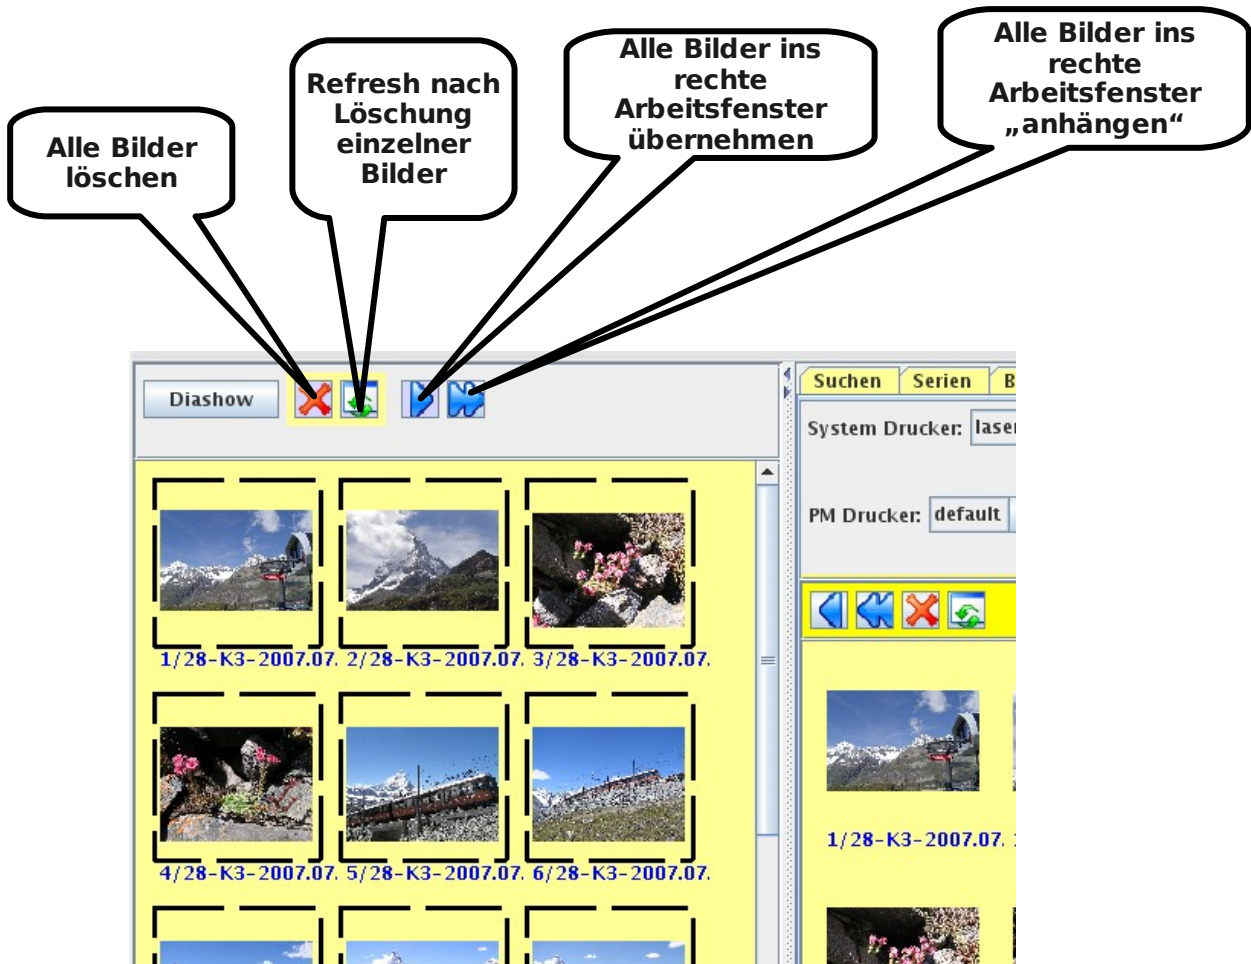 Alle Bilder
löschen
Refresh nach
Löschung
einzelner
Bilder
Alle Bilder ins
rechte
Arbeitsfenster
übernehmen
Alle Bilder ins
rechte
Arbeitsfenster
„anhängen“
Diashow
Suchen Serien B
System Drucker: laser
PM Drucker: default
1/28-K3-2007.07. 2/28-K3-2007.07. 3/28-K3-2007.07.
4/28-K3-2007.07. 5/28-K3-2007.07. 6/28-K3-2007.07.
1/28-K3-2007.07.